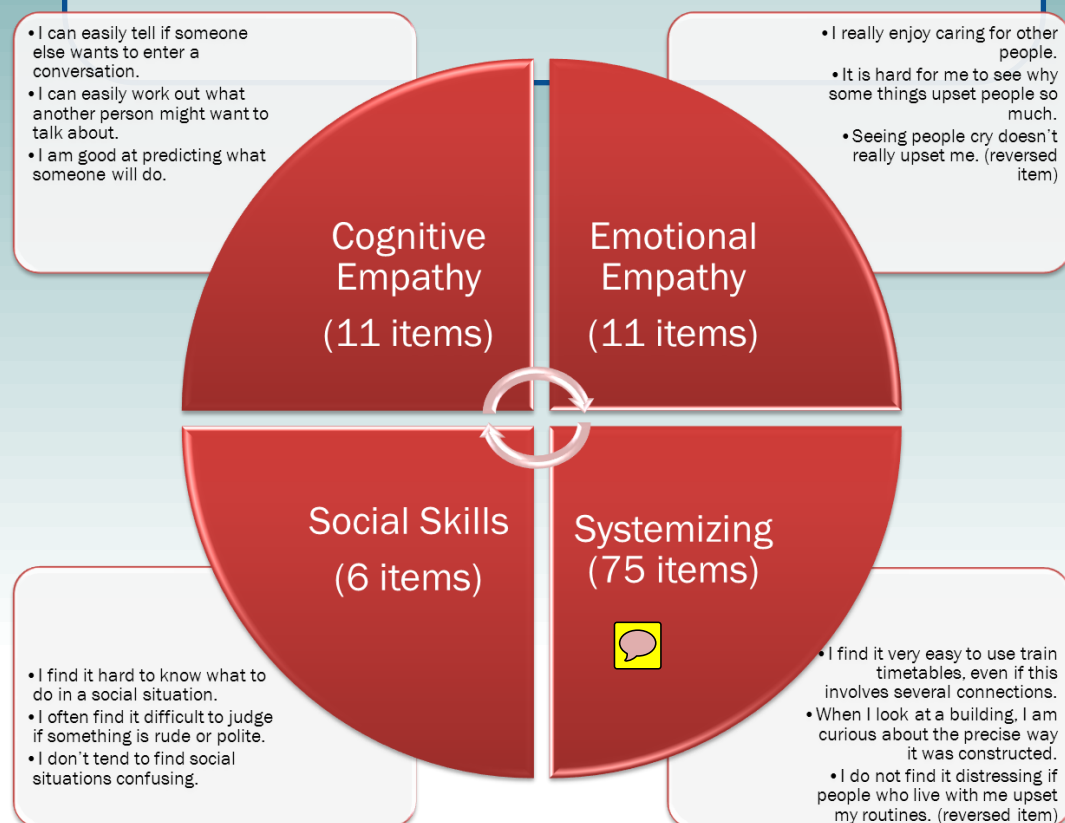 •I can easily tell if someone
else wants to enter a
conversation.
•I can easily work out what
another person might want to
talk about.
•I am good at predicting what
someone will do.
•I really enjoy caring for other
people.
•It is hard for me to see why
some things upset people so
much.
•Seeing people cry doesn’t
really upset me. (reversed
item)
Cognitive
Empathy
(11 items)
Emotional
Empathy
(11 items)
Social Skills
(6 items)
Systemizing
(75 items)
•I find it hard to know what to
do in a social situation.
•I often find it difficult to judge
if something is rude or polite.
•I don’t tend to find social
situations confusing.
•I find it very easy to use train
timetables, even if this
involves several connections.
•When I look at a building, I am
curious about the precise way
it was constructed.
•I do not find it distressing if
people who live with me upset
my routines. (reversed item)